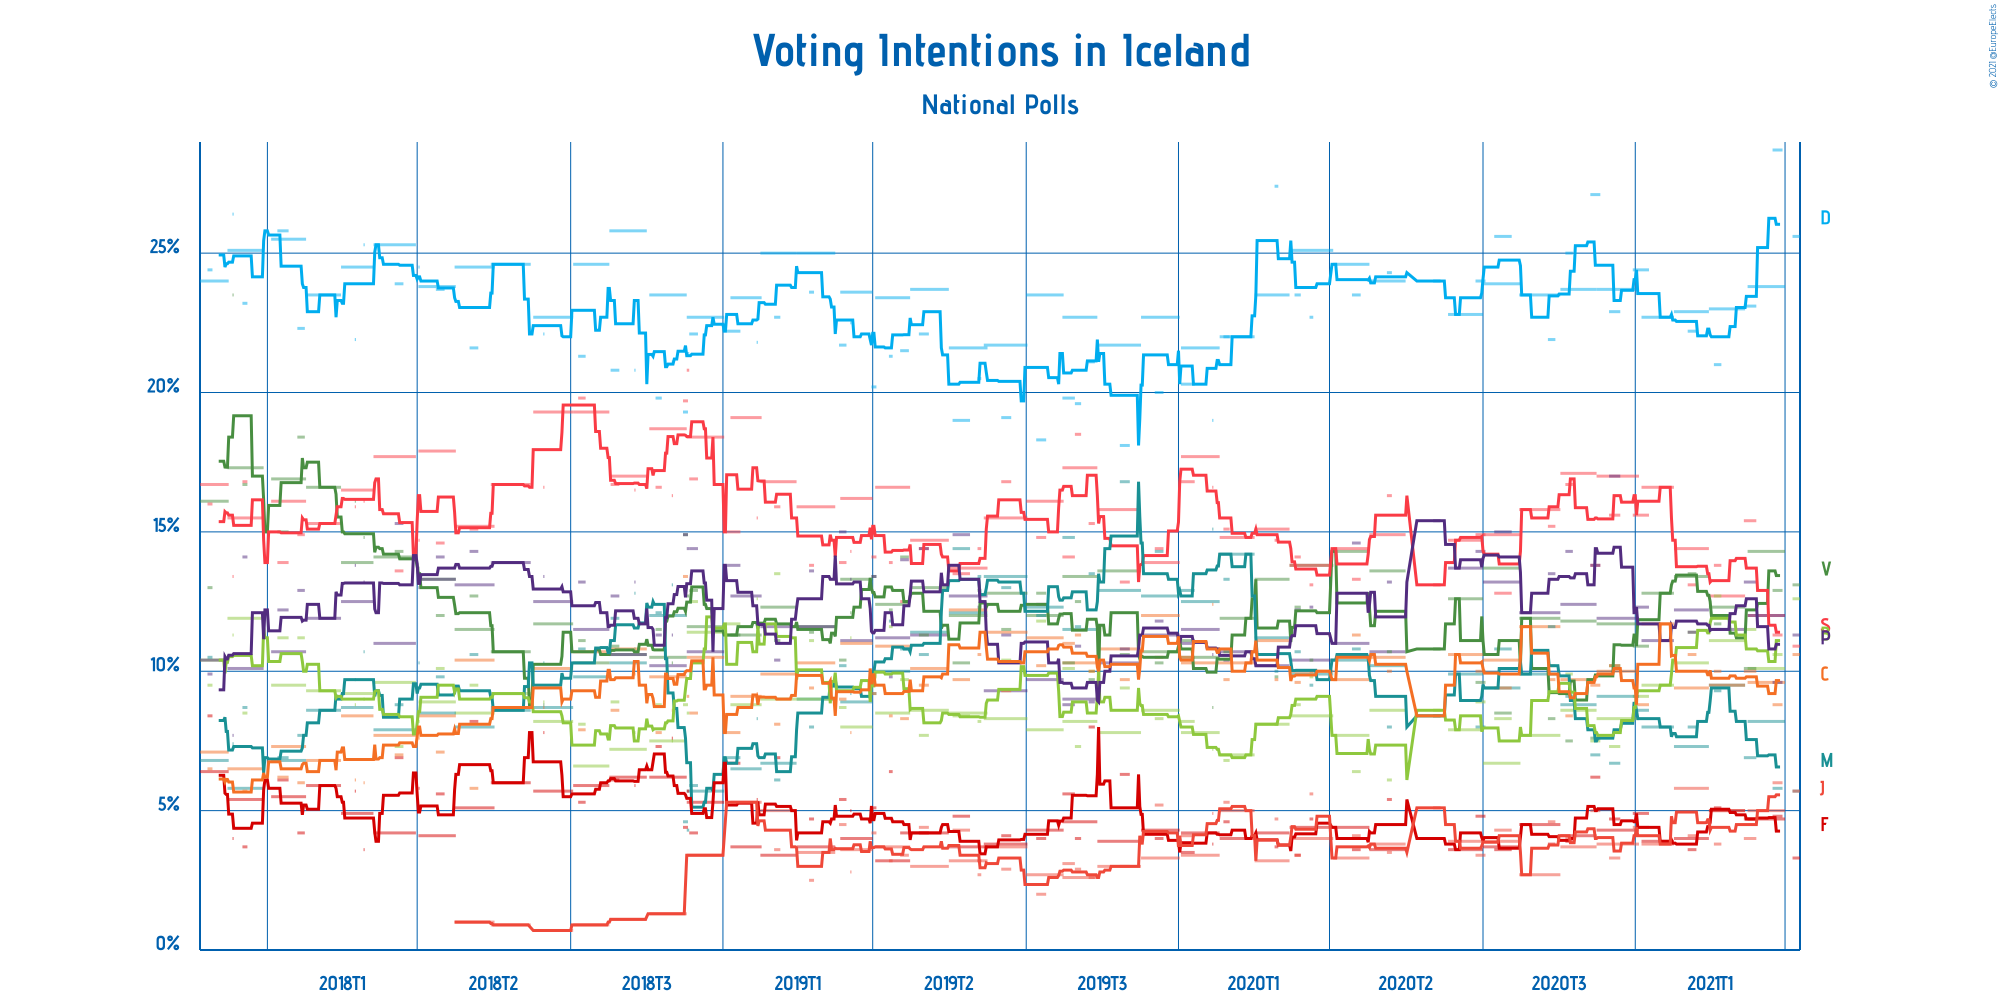 © 2021 @EuropeElects
Voting Intentions in Iceland
National Polls
25%
20%
15%
10%
5%
0%
D
V
S
P
C
M
J
F
2018T1 2018T2 2018T3 2019T1 2019T2 2019T3 2020T1 2020T2 2020T3 2021T1